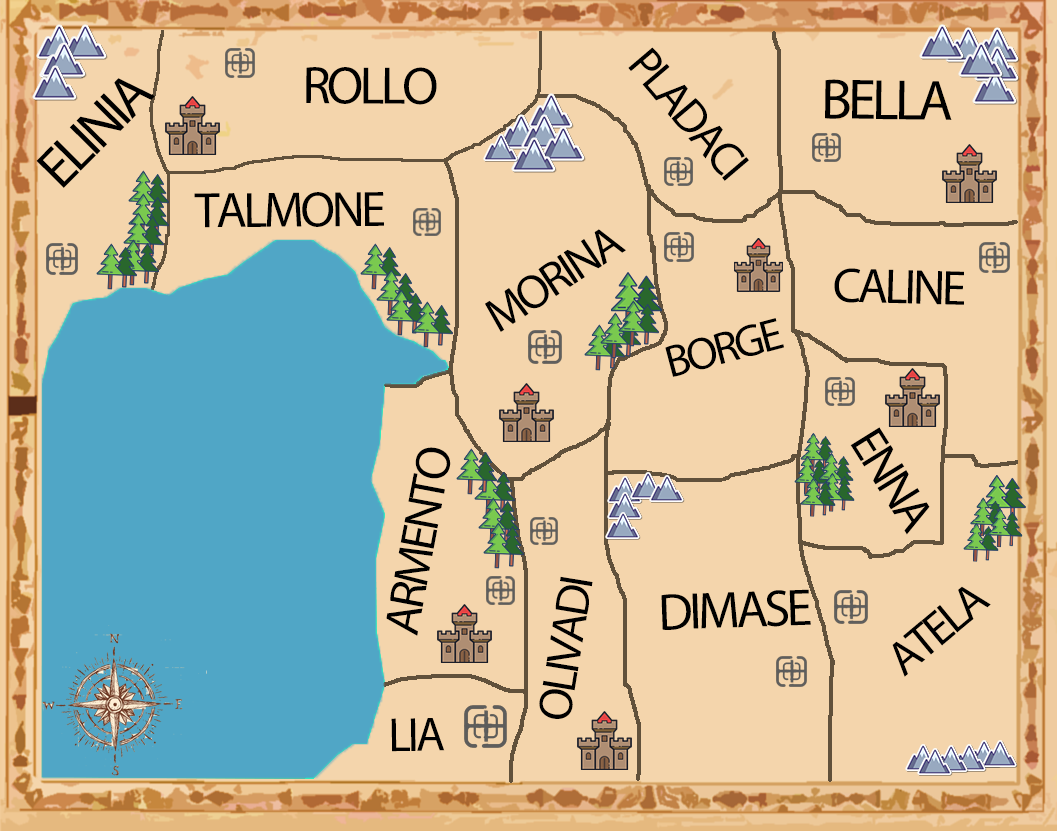 ELINIA
ROLLO
PLADACI
BELLA
TALMONE
MORINA
CALINE
BORGE
ENNA
ARMENTO
OLIVADI
DIMASE
ATELA
LIA
N
W
E
S